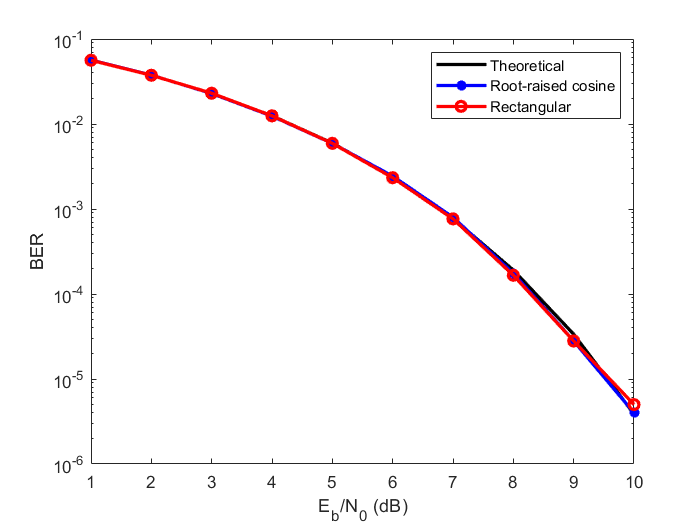 10^-1
10^-2
10^-3
10^-4
10^-5
10^-6
BER
Theoretical
Root-raised cosine
Rectangular
1 2 3 4 5 6 7 8 9 10
E_b/N_0 (dB)